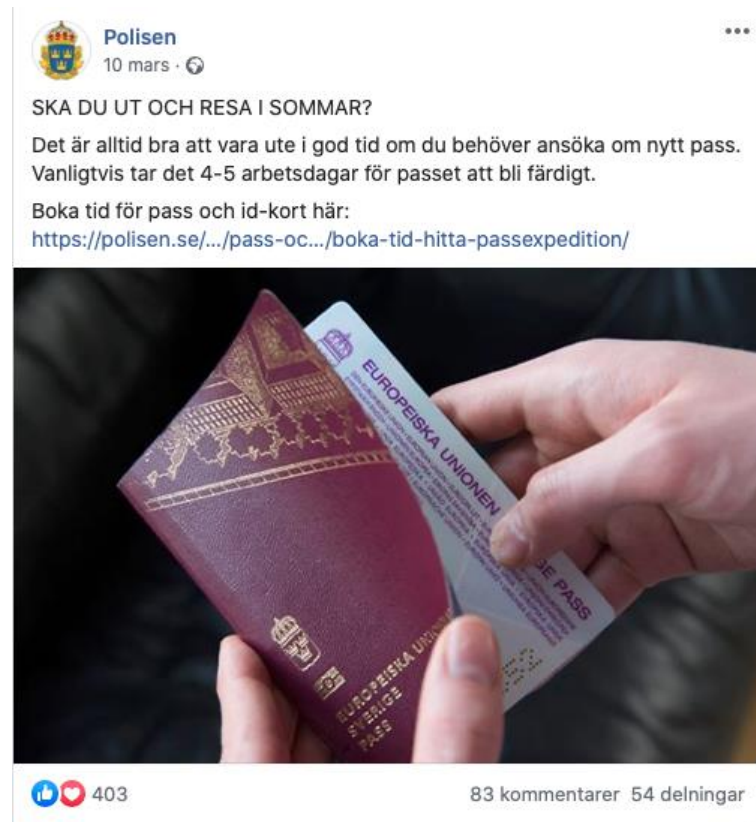 Polisen
10 mars ·
SKA DU UT OCH RESA I SOMMAR?
Det är alltid bra att vara ute i god tid om du behöver ansöka om nytt pass.
Vanligtvis tar det 4-5 arbetsdagar för passet att bli färdigt.
Boka tid för pass och id-kort här:
https://polisen.se/.../pass-oc.../boka-tid-hitta-passexpedition/
EUROPEISKA UNIONEN
GE PASS
EUROPEISKA
SVERIGE
PASS
403
83 kommentarer 54 delningar